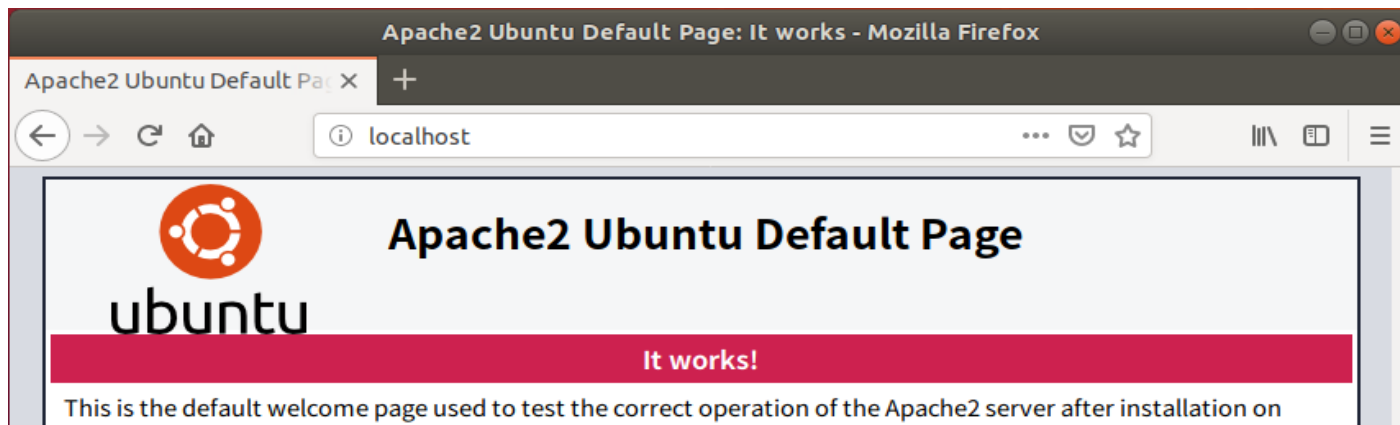 Apache2 Ubuntu Default Page: It works - Mozilla Firefox
Apache2 Ubuntu Default Pa
localhost
Apache2 Ubuntu Default Page
ubuntu
It works!
This is the default welcome page used to test the correct operation of the Apache2 server after installation on